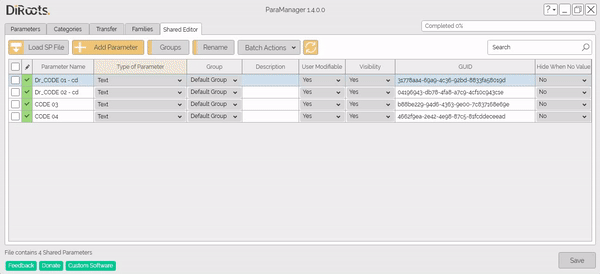 DiRoots.
ParaManager 1.4.0.0
?
Parameters Categories Transfer Families Shared Editor
Completed 0%
Load SP File Add Parameter Groups Rename Batch Actions Search
Parameter Name Type of Parameter Group Description User Modifiable Visibility GUID Hide When No Value
Dr_CODE 01 - cd Text Default Group Yes Yes 31778aa4-69a9-4c36-92bd-8833fa58019d No
Dr_CODE 02 - cd Text Default Group Yes Yes 04196943-db78-4fa8-a7c9-4cf10c943c1e No
CODE 03 Text Default Group Yes Yes b88be229-94d6-4363-9e00-7c837168e69e No
CODE 04 Text Default Group Yes Yes 4662f9ea-2e42-4e98-87c5-81fcddeceead No
File contains 4 Shared Parameters
Feedback Donate Custom Software
Save